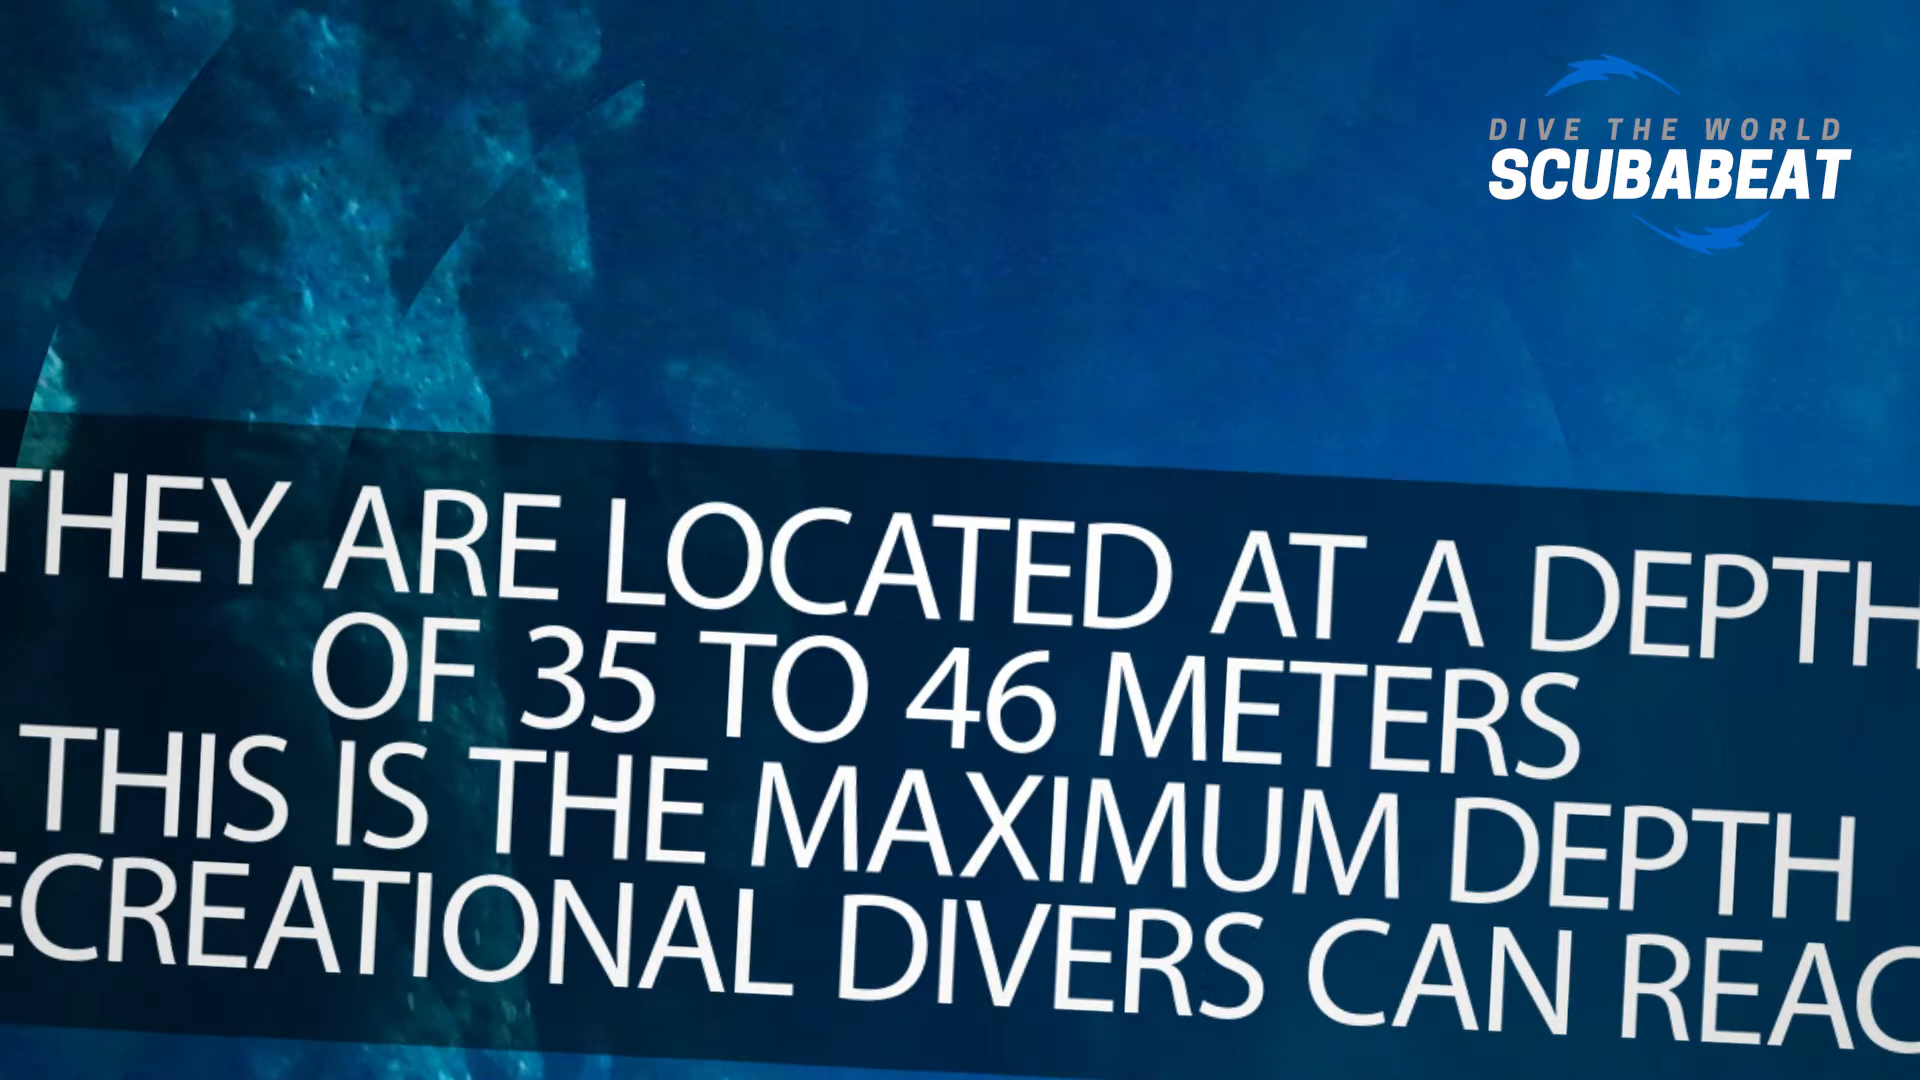 DIVE THE WORLD
SCUBABEAT
THEY ARE LOCATED AT A DEPTH
OF 35 TO 46 METERS
THIS IS THE MAXIMUM DEPTH
ECREATIONAL DIVERS CAN REAC